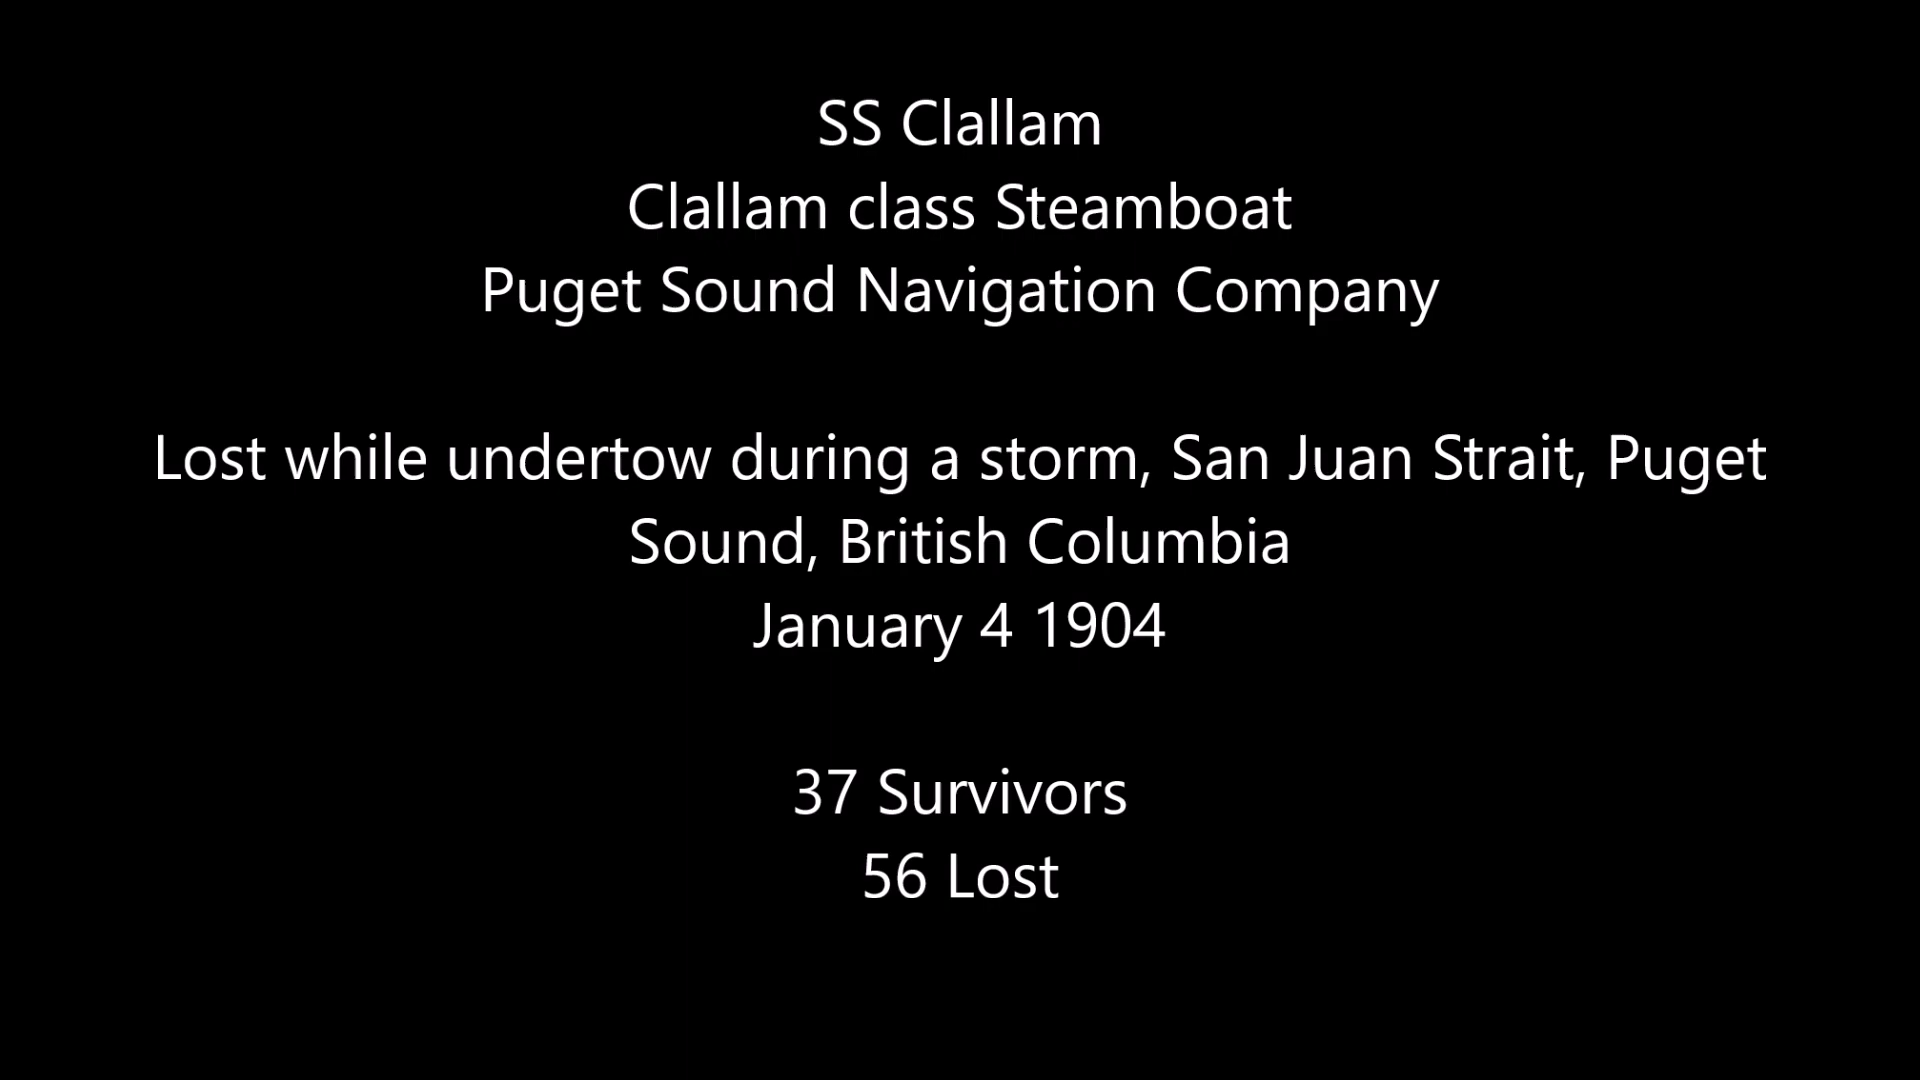 SS Clallam
Clallam class Steamboat
Puget Sound Navigation Company
Lost while undertow during a storm, San Juan Strait, Puget
Sound, British Columbia
January 4 1904
37 Survivors
56 Lost